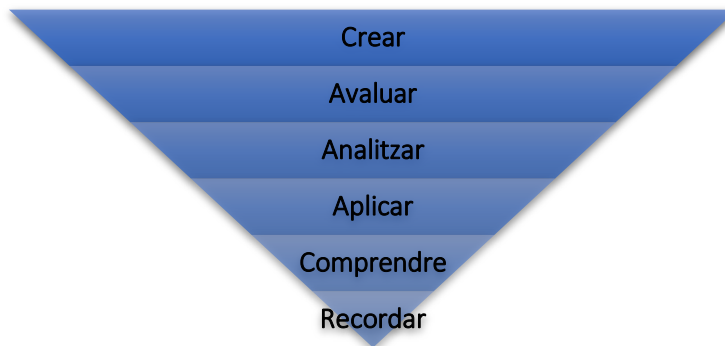 Crear
Avaluar
Analitzar
Aplicar
Comprendre
Recordar